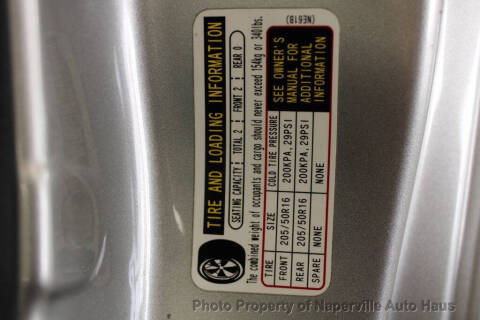 TIRE AND LOADING INFORMATION
SEATING CAPACITY | TOTAL 2 | FRONT 2 | REAR 0
The combined weight of occupants and cargo should never exceed 154kg or 340lbs.
TIRE SIZE COLD TIRE PRESSURE
FRONT 205/50R16 200KPA, 29PSI
REAR 205/50R16 200KPA, 29PSI
SPARE NONE NONE
SEE OWNER'S
MANUAL FOR
ADDITIONAL
INFORMATION
(NE61B)
Photo Property of Naperville Auto Haus